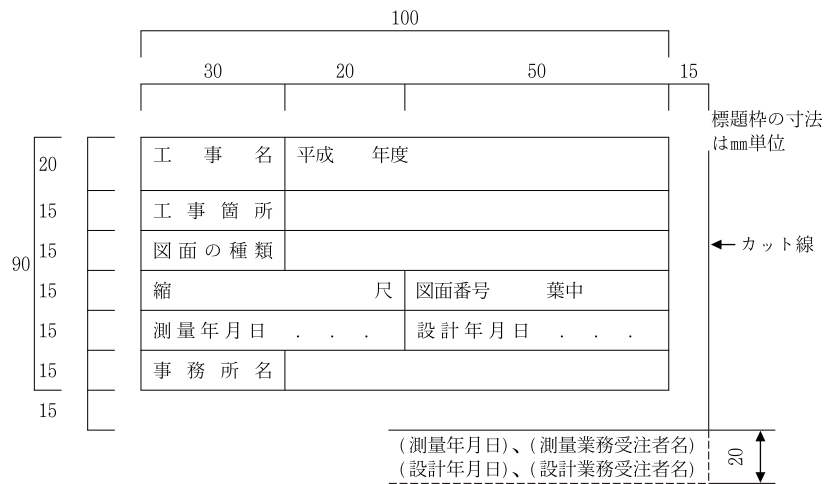 100
30 20 50 15
標題枠の寸法
は㎜単位
20 工事名 平成 年度
15 工事箇所
15 図面の種類
90
カット線
15 縮尺 図面番号 葉中
15 測量年月日 . . . 設計年月日 . . .
15 事務所名
15
(測量年月日)、(測量業務受注者名)
(設計年月日)、(設計業務受注者名)
20